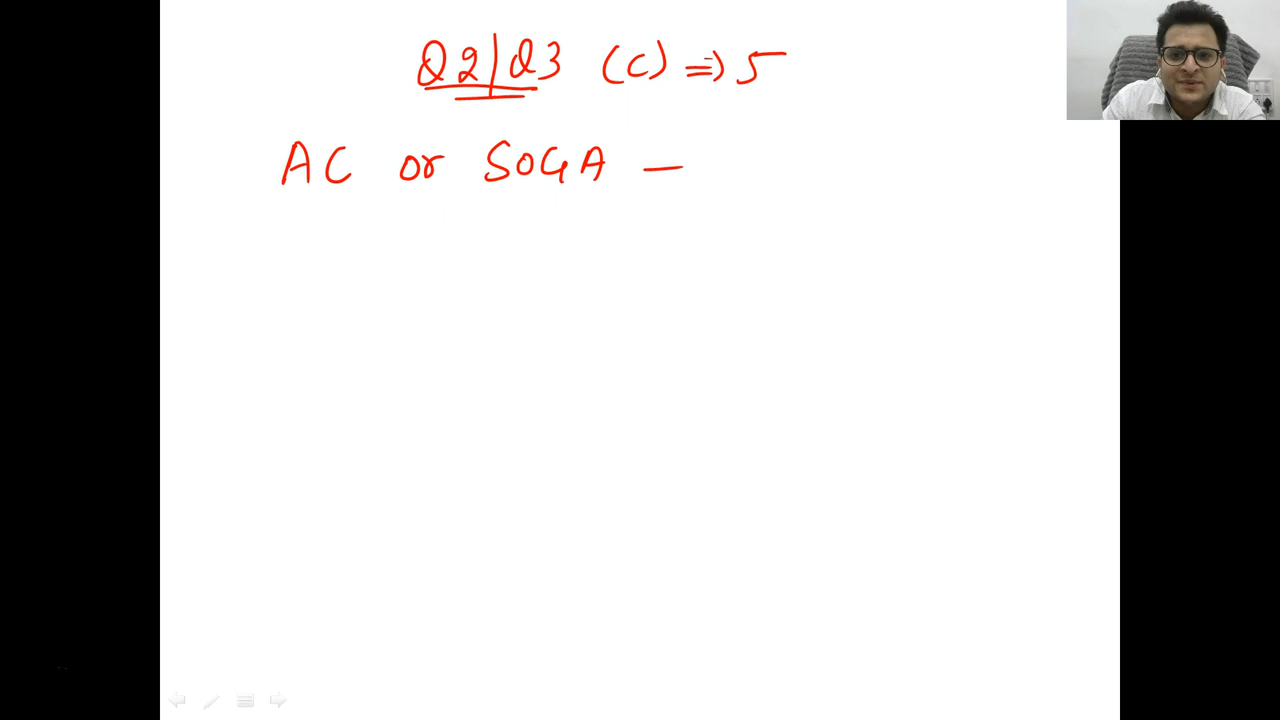 Q2/Q3 (C) ⇒ 5
AC or SOGA —